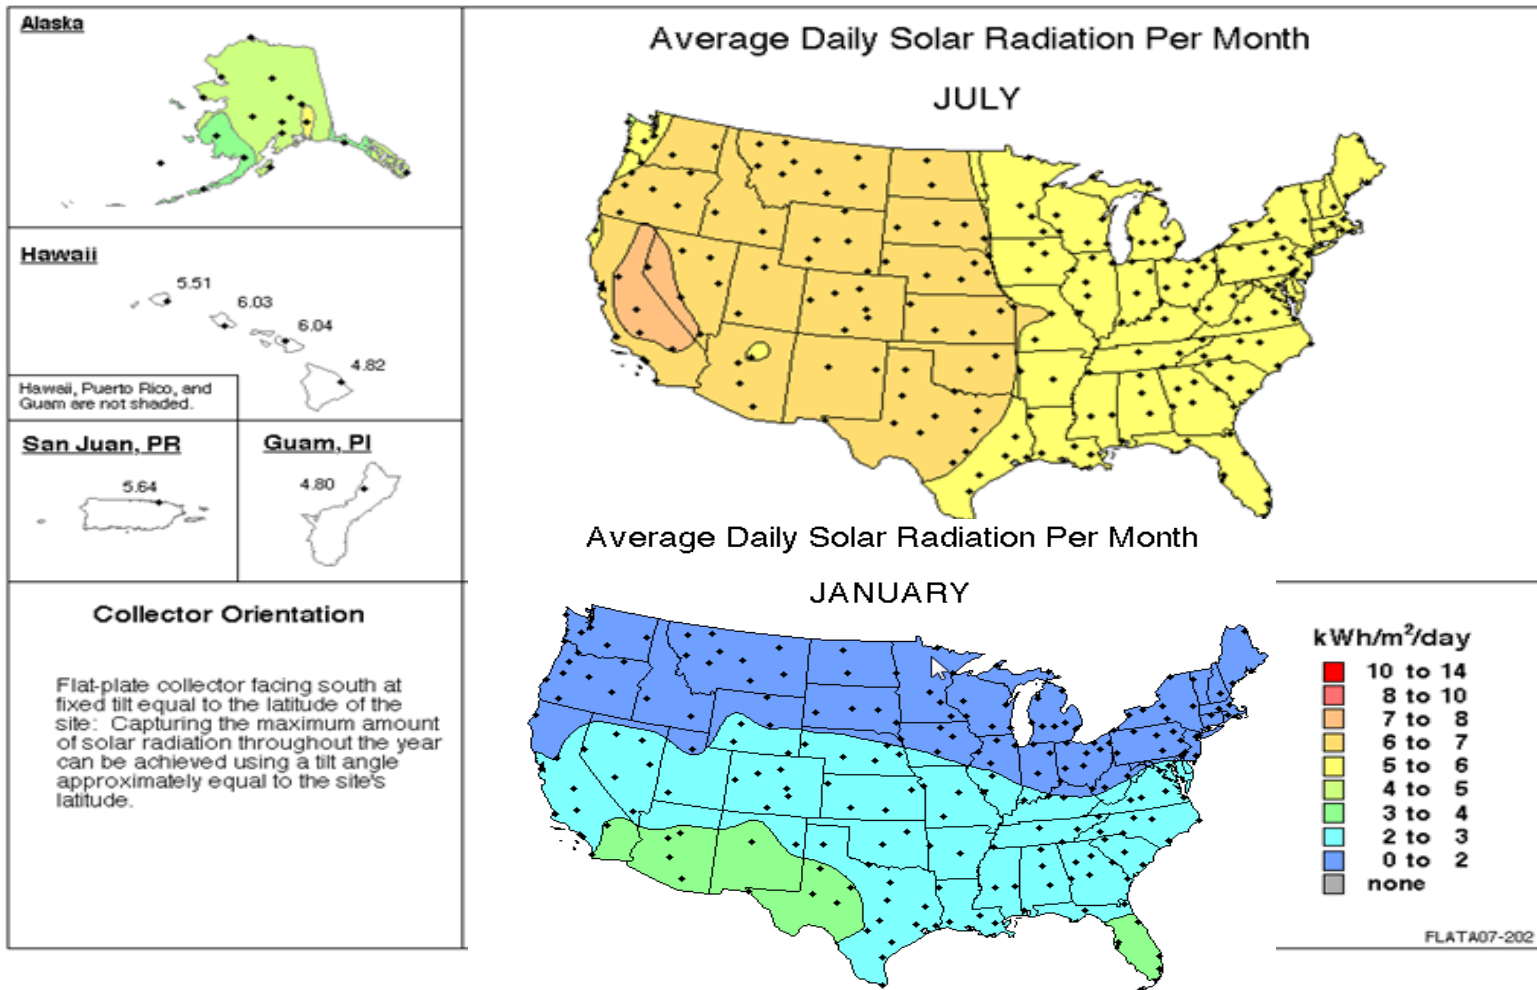 Alaska
Average Daily Solar Radiation Per Month
JULY
Hawaii
5.51
6.03
6.04
4.82
Hawaii, Puerto Rico, and
Guam are not shaded.
San Juan, PR
5.64
Guam, PI
4.80
Average Daily Solar Radiation Per Month
JANUARY
Collector Orientation
Flat-plate collector facing south at
fixed tilt equal to the latitude of the
site: Capturing the maximum amount
of solar radiation throughout the year
can be achieved using a tilt angle
approximately equal to the site's
latitude.
kWh/m²/day
10 to 14
8 to 10
7 to 8
6 to 7
5 to 6
4 to 5
3 to 4
2 to 3
0 to 2
none
FLATA07-202